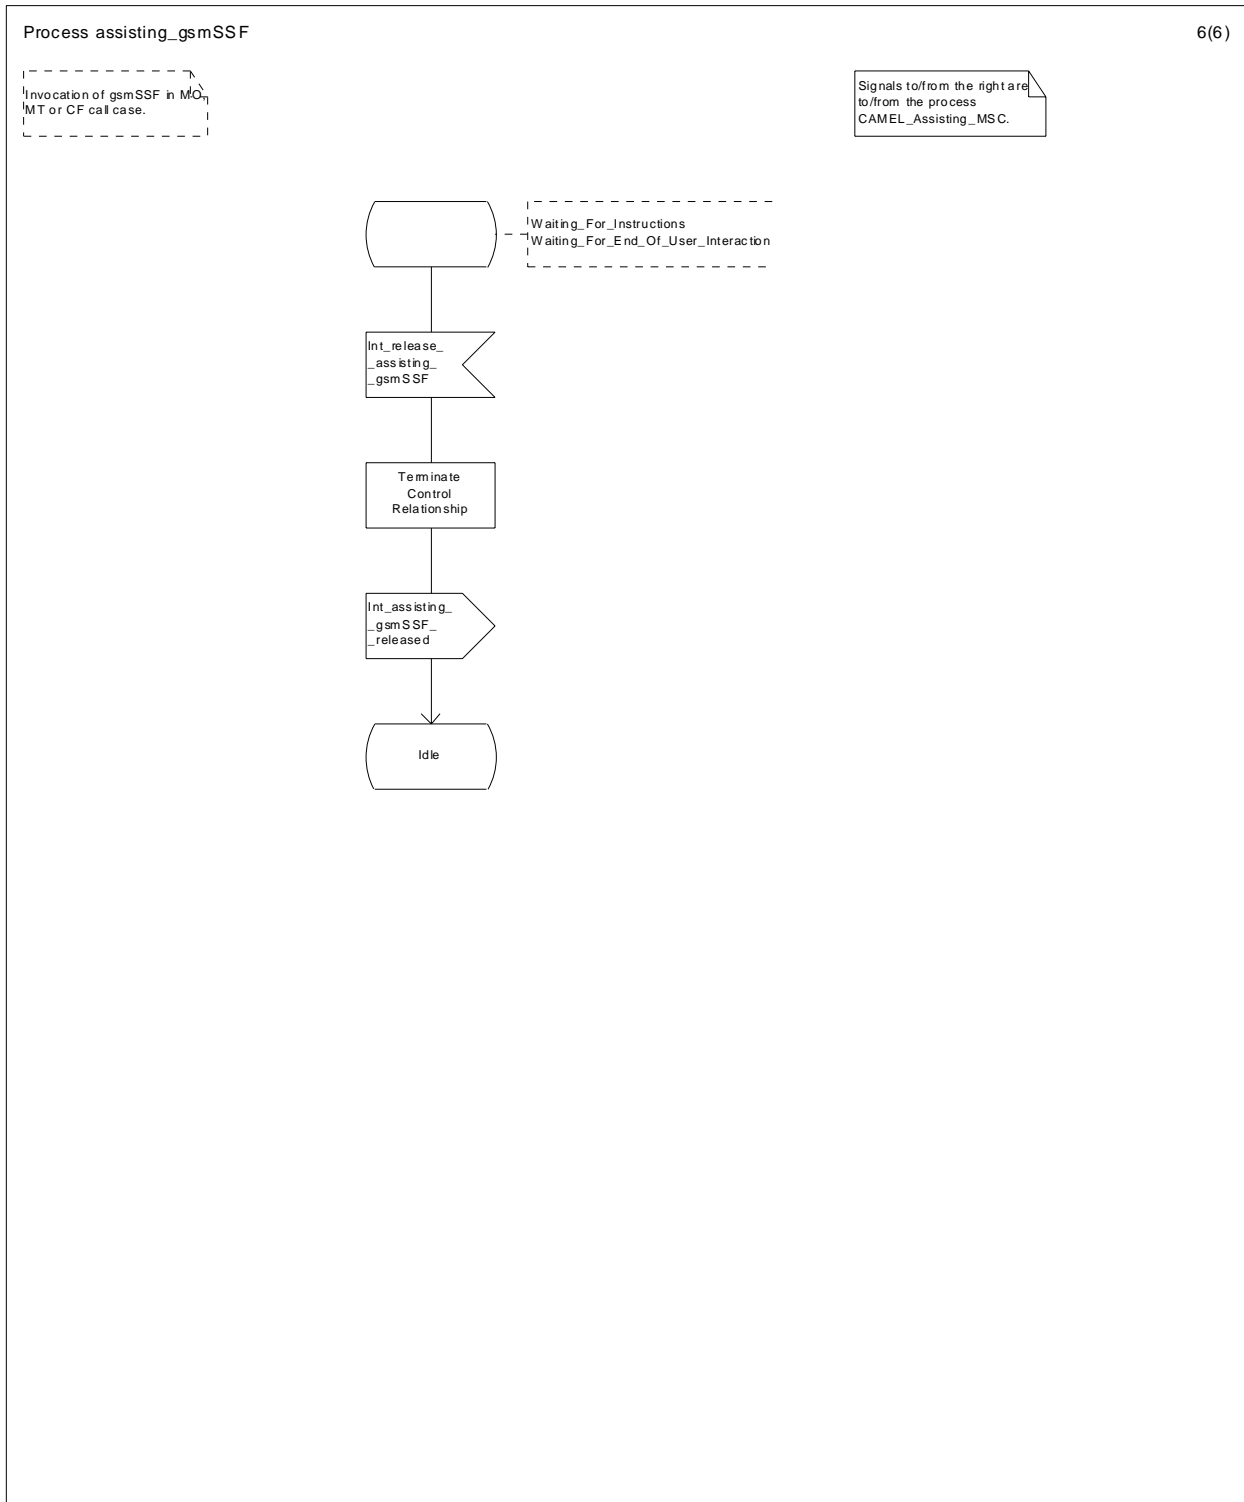 Process assisting_gsmSSF
6(6)
Invocation of gsmSSF in MO,
MT or CF call case.
Signals to/from the right are
to/from the process
CAMEL_Assisting_MSC.
Waiting_For_Instructions
Waiting_For_End_Of_User_Interaction
Int_release_
_assisting_
_gsmSSF
Terminate
Control
Relationship
Int_assisting_
_gsmSSF_
_released
Idle